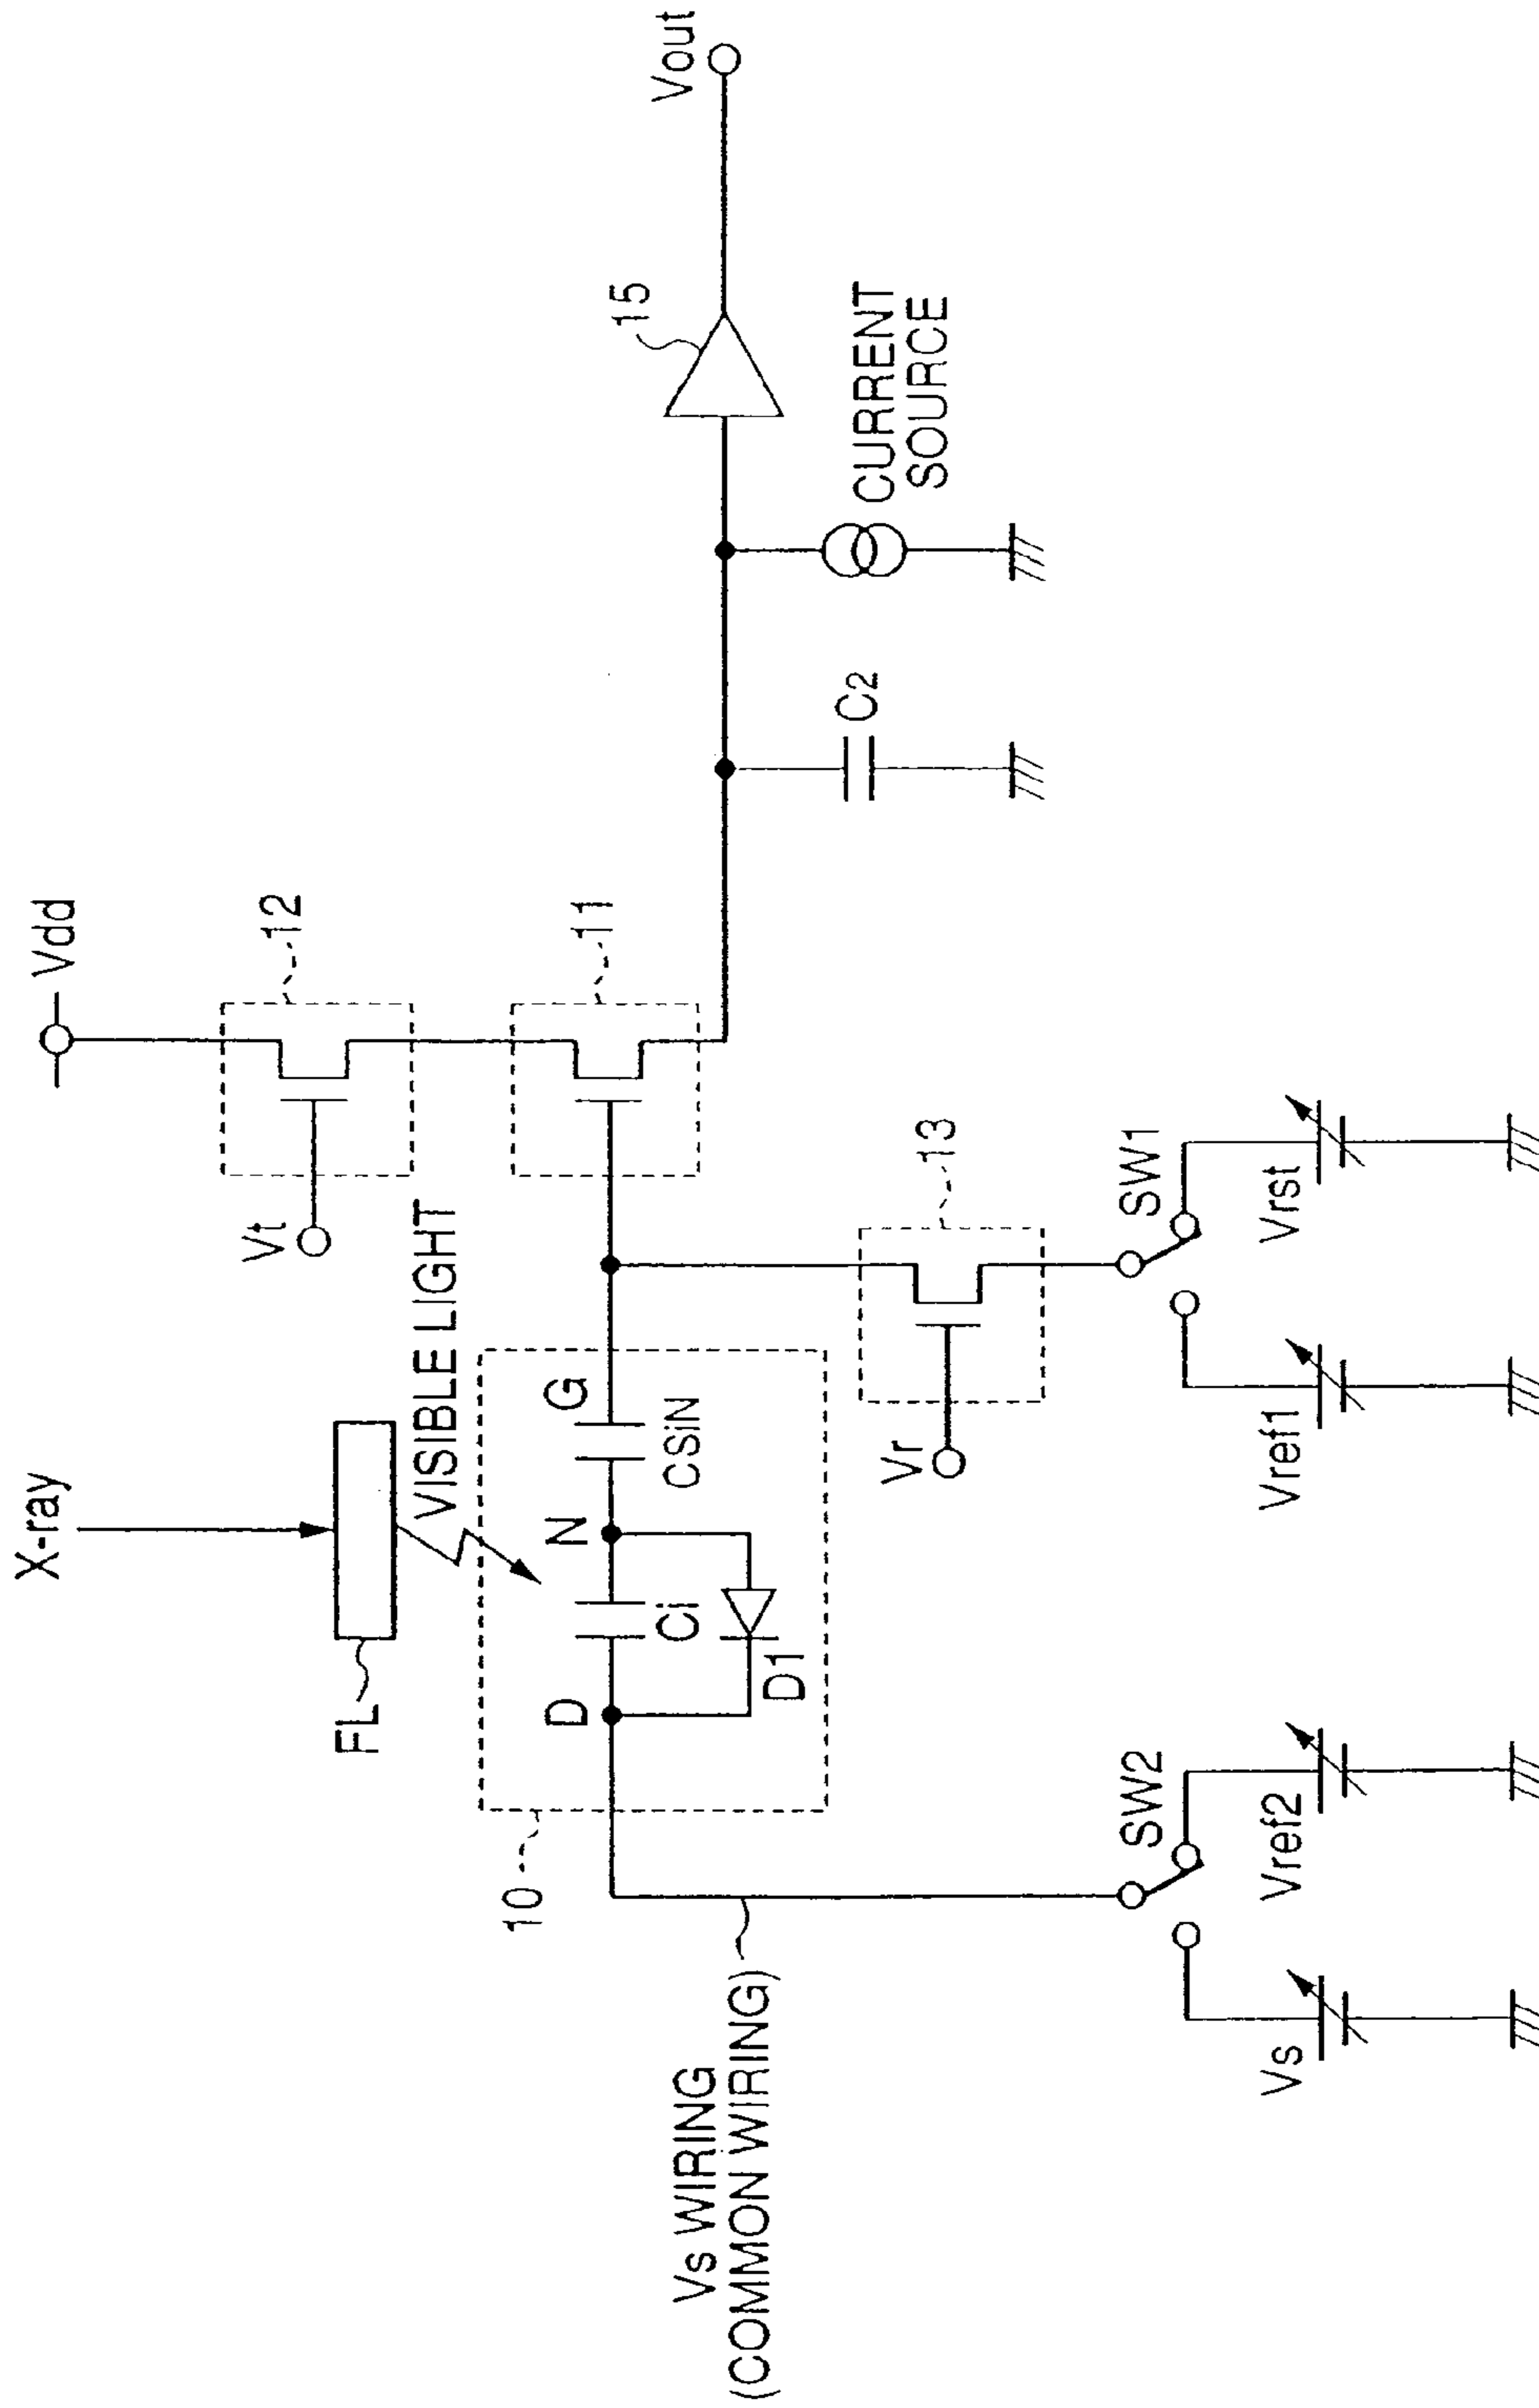 X-ray
FL
VISIBLE LIGHT
Vdd
Vt
12
11
10
D
N
G
Ci
CSiN
D1
15
Vout
C2
CURRENT
SOURCE
Vr
13
Vs WIRING
(COMMON WIRING)
SW2
SW1
Vs
Vref2
Vref1
Vrst